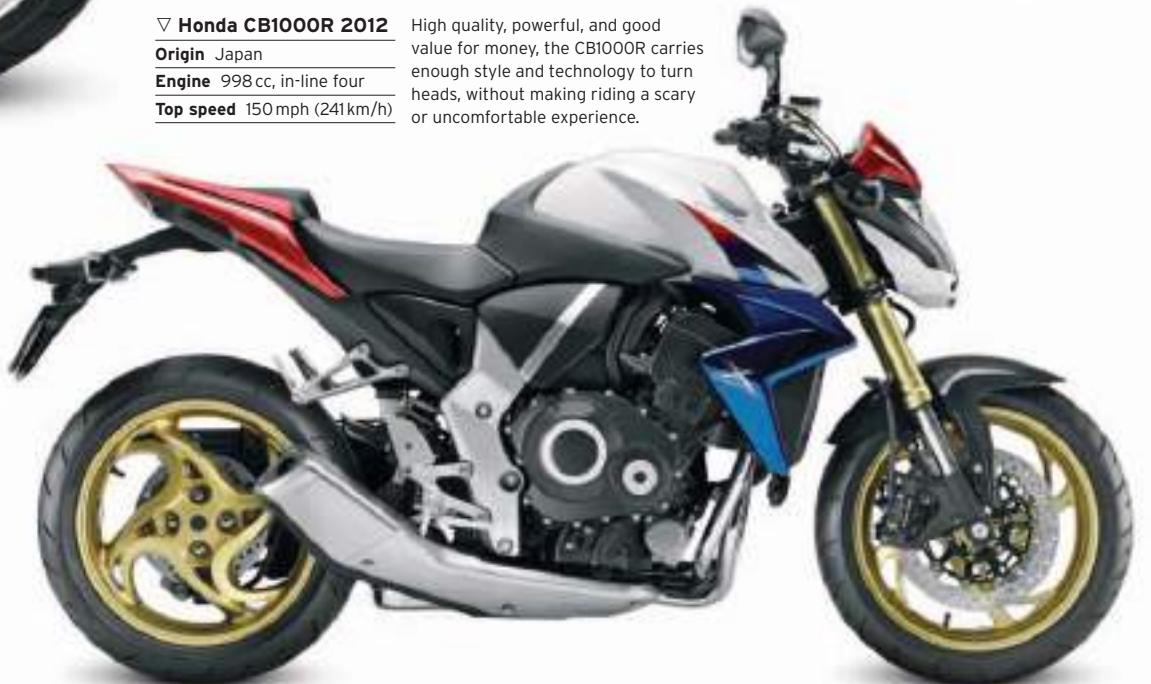 ▽ Honda CB1000R 2012
Origin Japan
Engine 998 cc, in-line four
Top speed 150 mph (241 km/h)
High quality, powerful, and good
value for money, the CB1000R carries
enough style and technology to turn
heads, without making riding a scary
or uncomfortable experience.